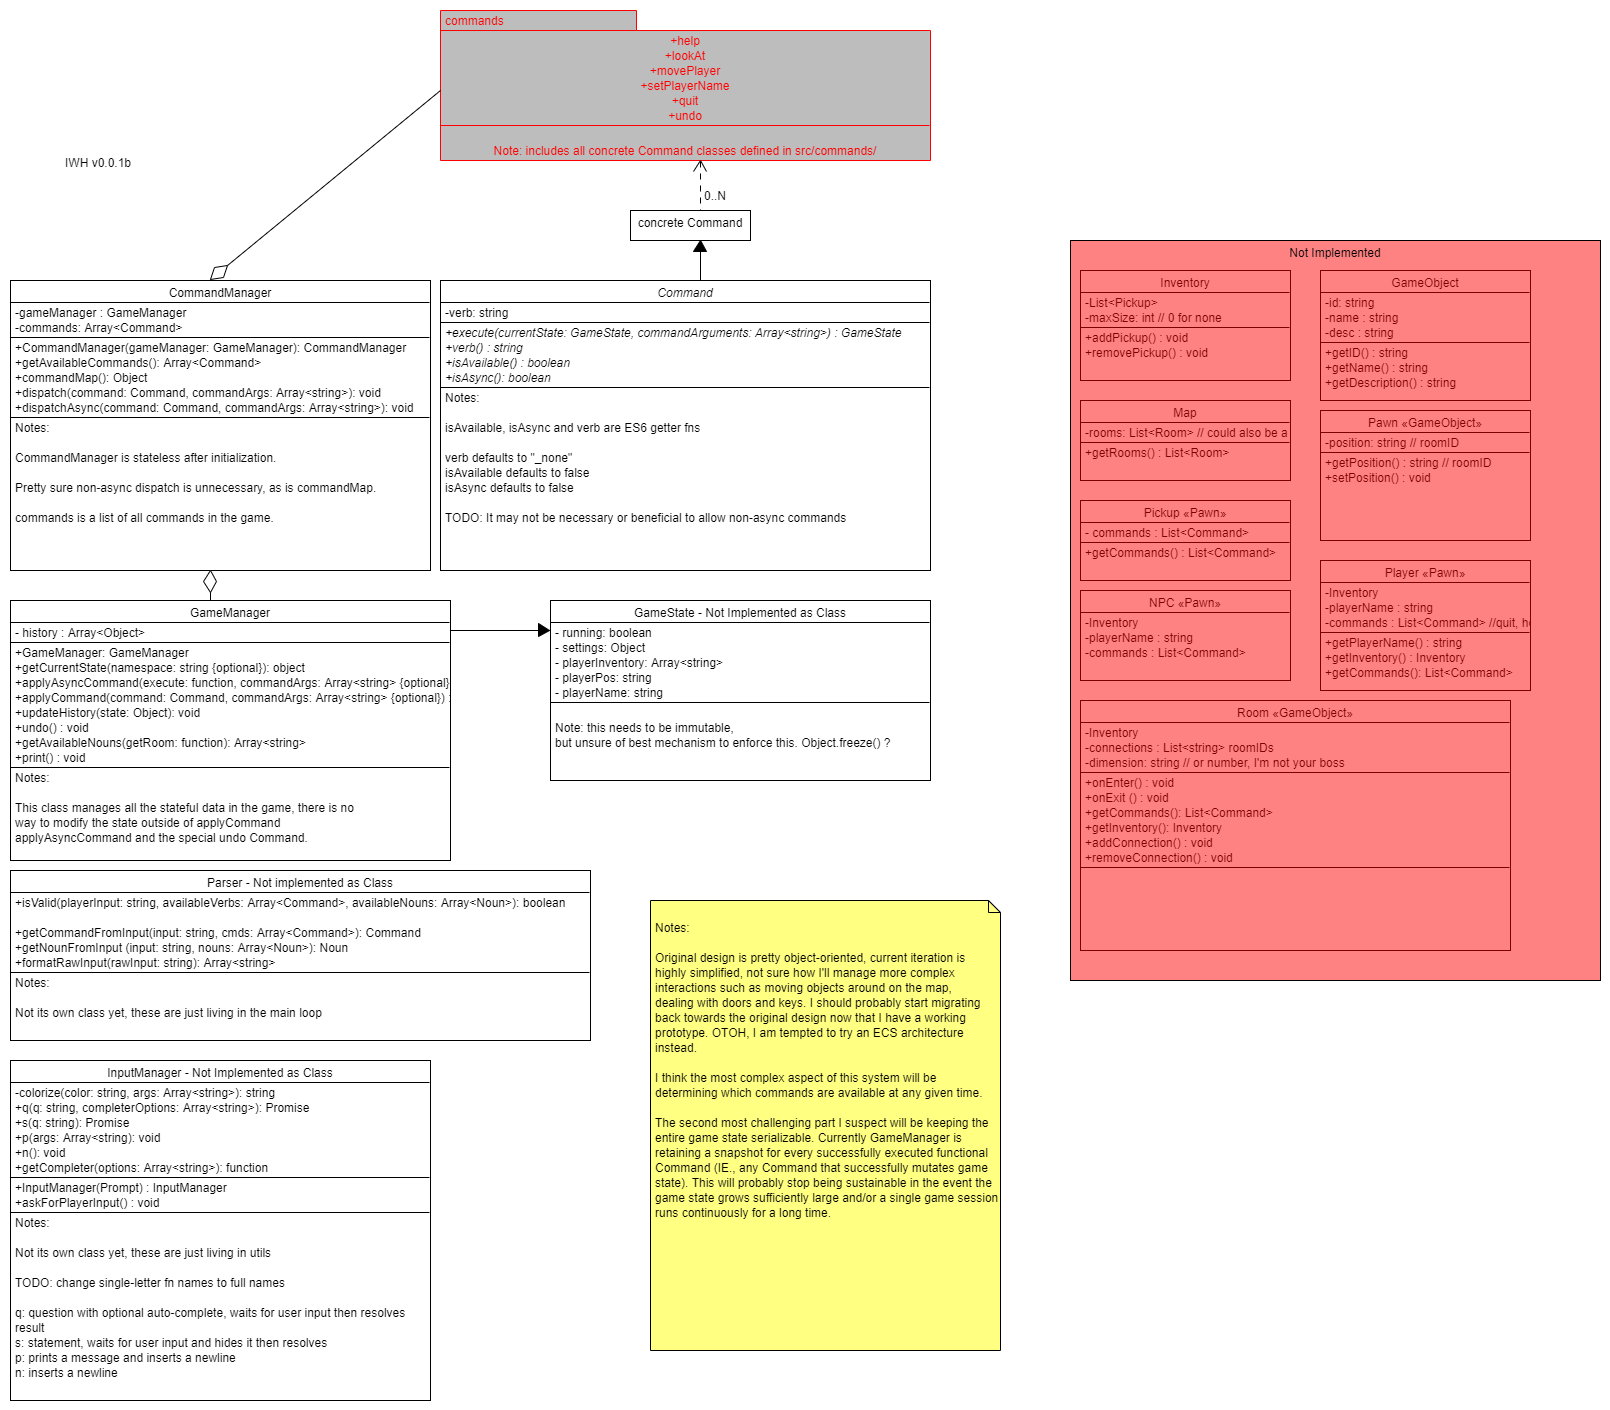 commands
+help
+lookAt
+movePlayer
+setPlayerName
+quit
+undo
Note: includes all concrete Command classes defined in src/commands/
IWH v0.0.1b
0..N
concrete Command
CommandManager
-gameManager : GameManager
-commands: Array<Command>
+CommandManager(gameManager: GameManager): CommandManager
+getAvailableCommands(): Array<Command>
+commandMap(): Object
+dispatch(command: Command, commandArgs: Array<string>): void
+dispatchAsync(command: Command, commandArgs: Array<string>): void
Notes:
CommandManager is stateless after initialization.
Pretty sure non-async dispatch is unnecessary, as is commandMap.
commands is a list of all commands in the game.
Command
-verb: string
+execute(currentState: GameState, commandArguments: Array<string>) : GameState
+verb() : string
+isAvailable() : boolean
+isAsync(): boolean
Notes:
isAvailable, isAsync and verb are ES6 getter fns
verb defaults to "_none"
isAvailable defaults to false
isAsync defaults to false
TODO: It may not be necessary or beneficial to allow non-async commands
GameManager
- history : Array<Object>
+GameManager: GameManager
+getCurrentState(namespace: string {optional}): object
+applyAsyncCommand(execute: function, commandArgs: Array<string> {optional}
+applyCommand(command: Command, commandArgs: Array<string> {optional}) :
+updateHistory(state: Object): void
+undo() : void
+getAvailableNouns(getRoom: function): Array<string>
+print() : void
Notes:
This class manages all the stateful data in the game, there is no
way to modify the state outside of applyCommand
applyAsyncCommand and the special undo Command.
GameState - Not Implemented as Class
- running: boolean
- settings: Object
- playerInventory: Array<string>
- playerPos: string
- playerName: string
Note: this needs to be immutable,
but unsure of best mechanism to enforce this. Object.freeze() ?
Parser - Not implemented as Class
+isValid(playerInput: string, availableVerbs: Array<Command>, availableNouns: Array<Noun>): boolean
+getCommandFromInput(input: string, cmds: Array<Command>): Command
+getNounFromInput (input: string, nouns: Array<Noun>): Noun
+formatRawInput(rawInput: string): Array<string>
Notes:
Not its own class yet, these are just living in the main loop
InputManager - Not Implemented as Class
-colorize(color: string, args: Array<string>): string
+q(q: string, completerOptions: Array<string>): Promise
+s(q: string): Promise
+p(args: Array<string): void
+n(): void
+getCompleter(options: Array<string>): function
+InputManager(Prompt) : InputManager
+askForPlayerInput() : void
Notes:
Not its own class yet, these are just living in utils
TODO: change single-letter fn names to full names
q: question with optional auto-complete, waits for user input then resolves
result
s: statement, waits for user input and hides it then resolves
p: prints a message and inserts a newline
n: inserts a newline
Notes:
Original design is pretty object-oriented, current iteration is
highly simplified, not sure how I'll manage more complex
interactions such as moving objects around on the map,
dealing with doors and keys. I should probably start migrating
back towards the original design now that I have a working
prototype. OTOH, I am tempted to try an ECS architecture
instead.
I think the most complex aspect of this system will be
determining which commands are available at any given time.
The second most challenging part I suspect will be keeping the
entire game state serializable. Currently GameManager is
retaining a snapshot for every successfully executed functional
Command (IE., any Command that successfully mutates game
state). This will probably stop being sustainable in the event the
game state grows sufficiently large and/or a single game session
runs continuously for a long time.
Not Implemented
Inventory
-List<Pickup>
-maxSize: int // 0 for none
+addPickup() : void
+removePickup() : void
GameObject
-id: string
-name : string
-desc : string
+getID() : string
+getName() : string
+getDescription() : string
Map
-rooms: List<Room> // could also be a
+getRooms() : List<Room>
Pawn «GameObject»
-position: string // roomID
+getPosition() : string // roomID
+setPosition() : void
Pickup «Pawn»
- commands : List<Command>
+getCommands() : List<Command>
NPC «Pawn»
-Inventory
-playerName : string
-commands : List<Command>
Player «Pawn»
-Inventory
-playerName : string
-commands : List<Command> //quit, he
+getPlayerName() : string
+getInventory() : Inventory
+getCommands(): List<Command>
Room «GameObject»
-Inventory
-connections : List<string> roomIDs
-dimension: string // or number, I'm not your boss
+onEnter() : void
+onExit () : void
+getCommands(): List<Command>
+getInventory(): Inventory
+addConnection() : void
+removeConnection() : void